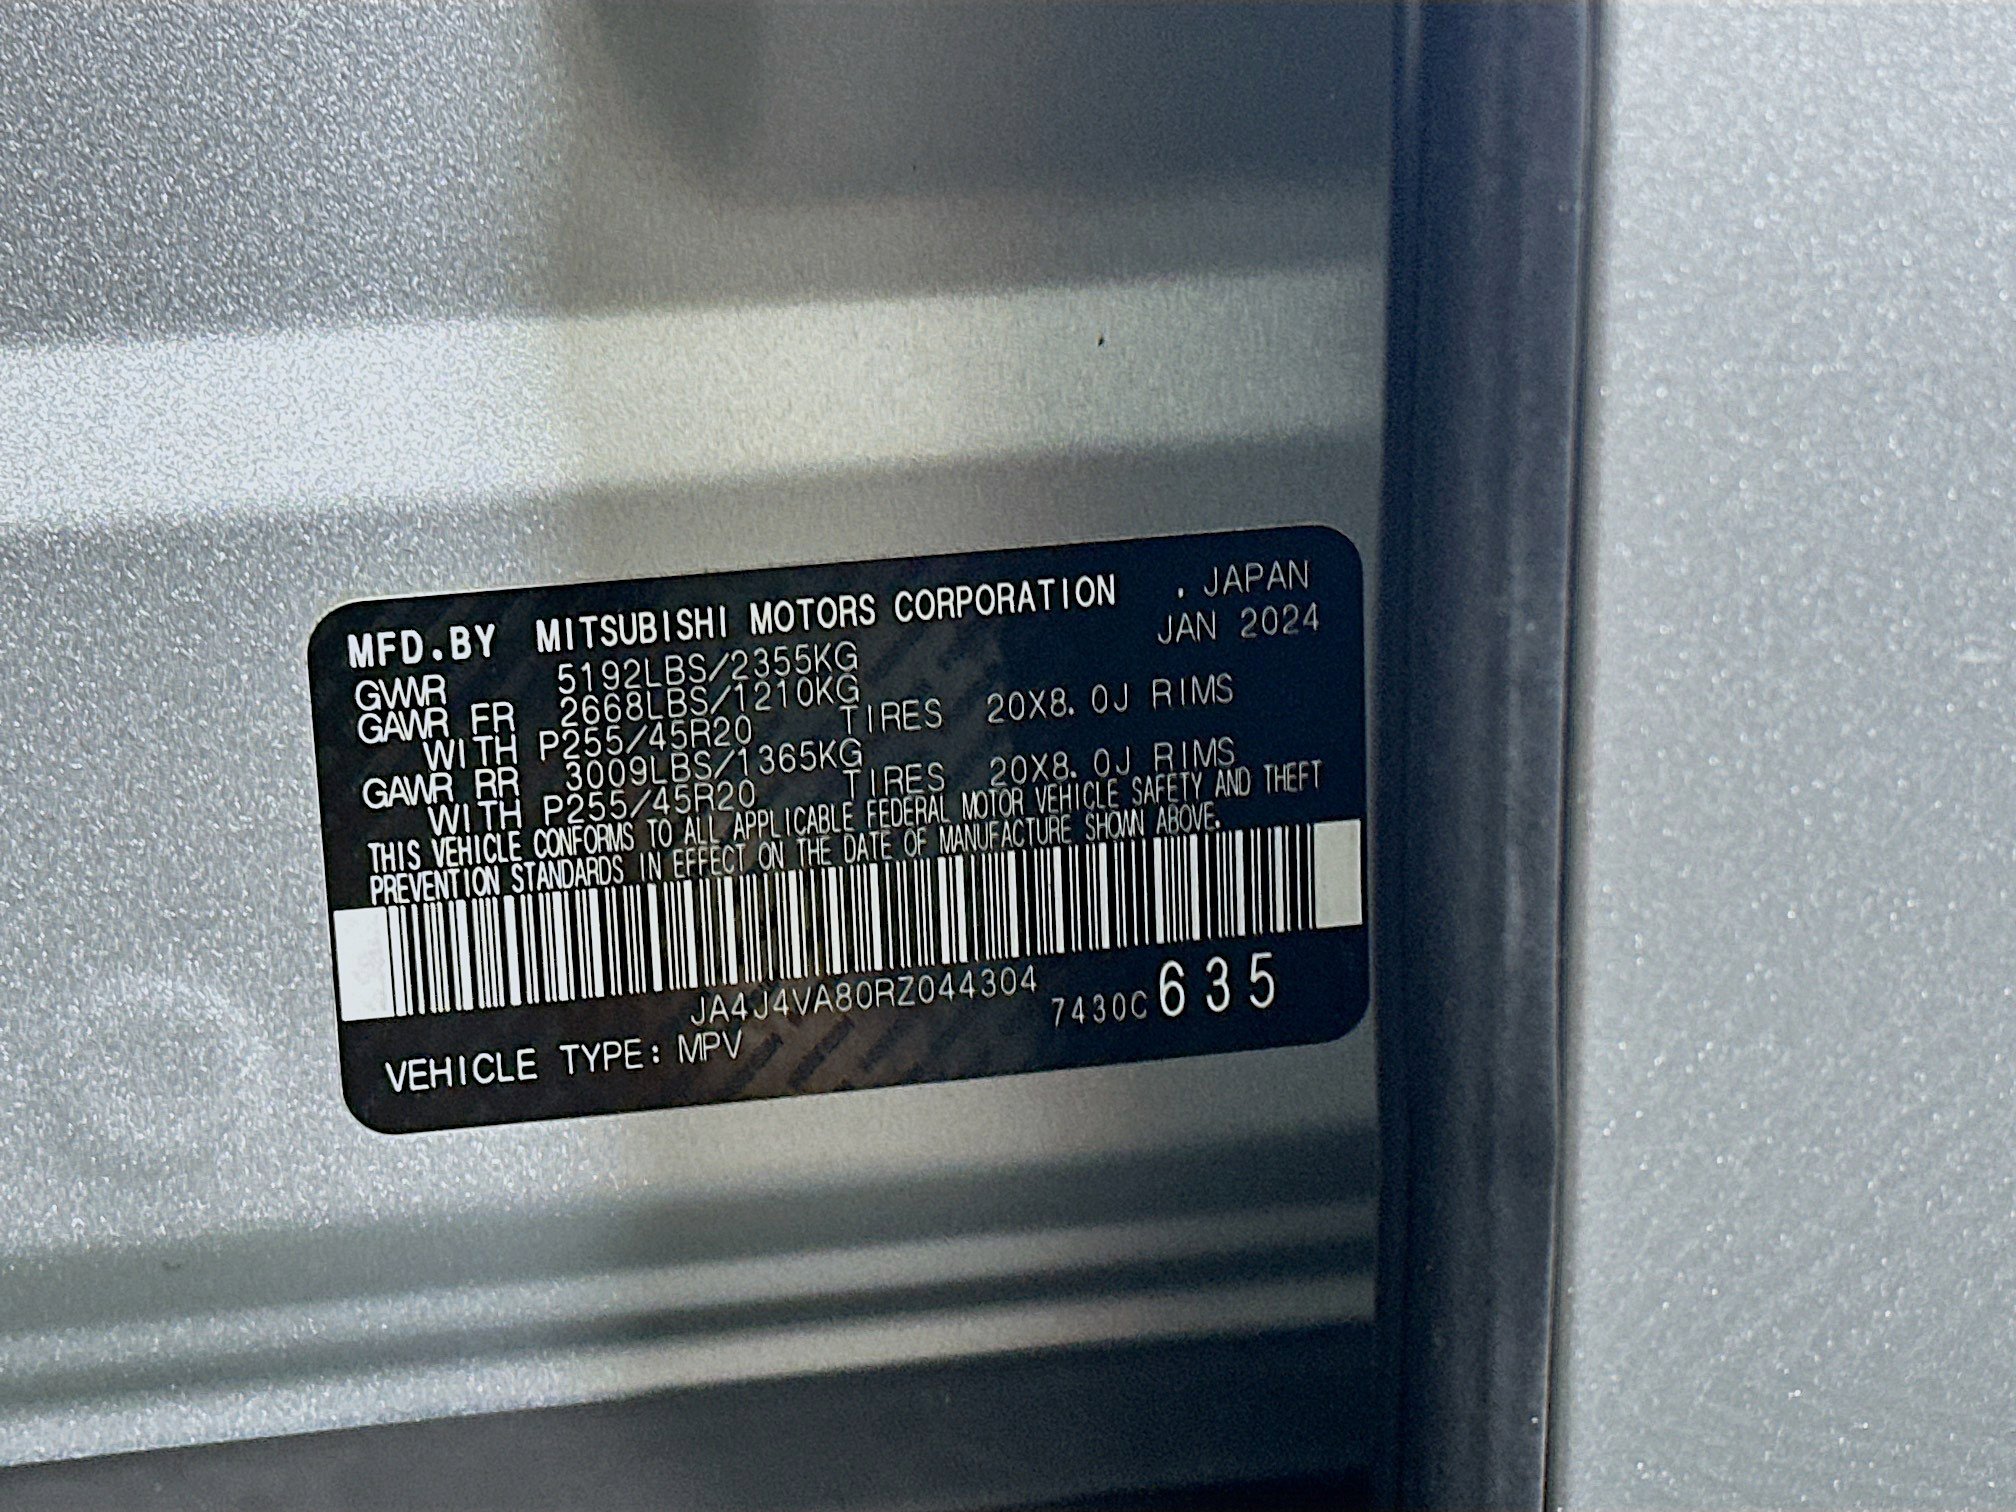 MFD.BY MITSUBISHI MOTORS CORPORATION . JAPAN
JAN 2024
GVWR 5192LBS/2355KG
GAWR FR 2668LBS/1210KG
WITH P255/45R20 TIRES 20X8.0J RIMS
GAWR RR 3009LBS/1365KG
WITH P255/45R20 TIRES 20X8.0J RIMS
THIS VEHICLE CONFORMS TO ALL APPLICABLE FEDERAL MOTOR VEHICLE SAFETY AND THEFT
PREVENTION STANDARDS IN EFFECT ON THE DATE OF MANUFACTURE SHOWN ABOVE.
JA4J4VA80RZ044304 7430C 635
VEHICLE TYPE: MPV